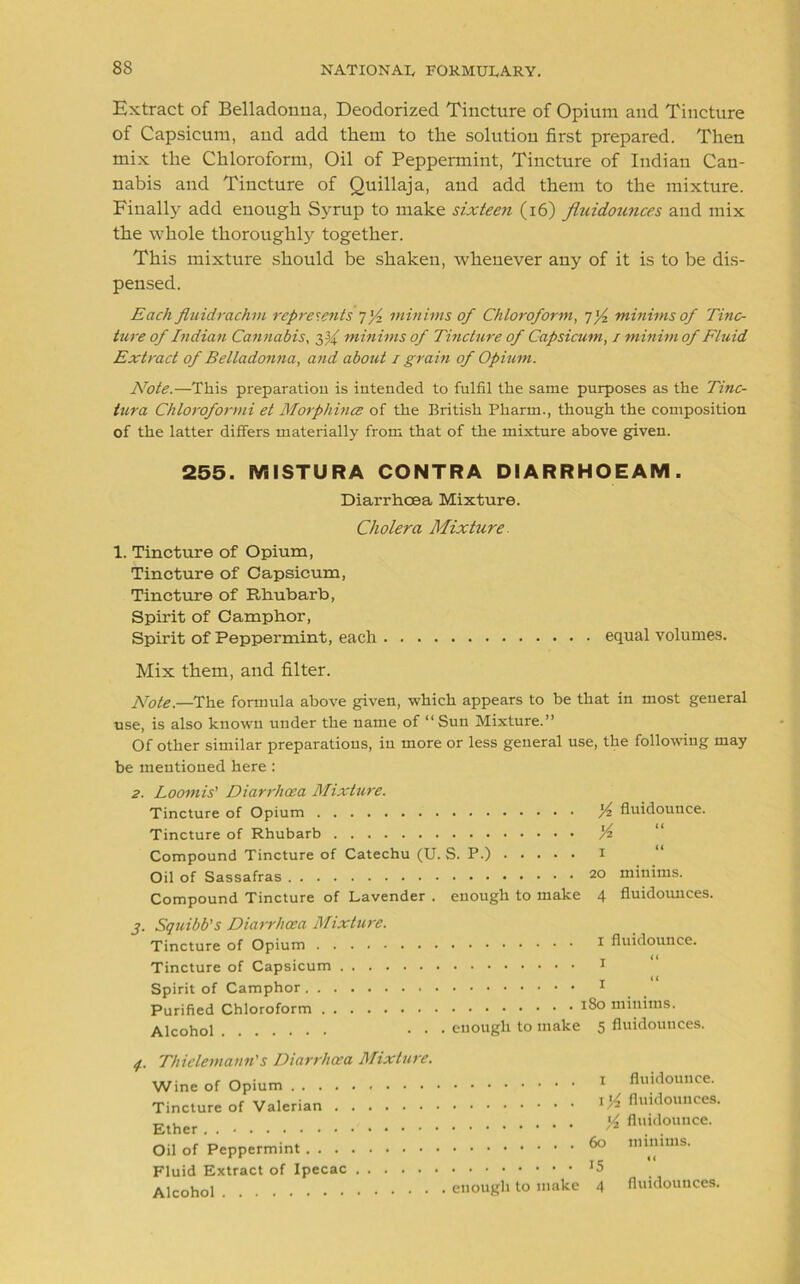 88 NATIONAL FORMULARY.
Extract of Belladonna, Deodorized Tincture of Opium and Tincture
of Capsicum, and add them to the solution first prepared. Then
mix the Chloroform, Oil of Peppermint, Tincture of Indian Can-
nabis and Tincture of Quillaja, and add them to the mixture.
Finally add enough Syrup to make sixteen (16) fluidounces and mix
the whole thoroughly together.
This mixture should be shaken, whenever any of it is to be dis-
pensed.
Each fluidrachm represents 7½ minims of Chloroform, 7½ minims of Tinc-
ture of Indian Cannabis, 3¾ minims of Tincture of Capsicum, 1 minim of Fluid
Extract of Belladonna, and about 1 grain of Opium.
Note.—This preparation is intended to fulfil the same purposes as the Tinc-
tura Chloroformi et Morphinæ of the British Pharm., though the composition
of the latter differs materially from that of the mixture above given.
255. MISTURA CONTRA DIARRHOEAM.
Diarrhœa Mixture.
Cholera Mixture.
1. Tincture of Opium,
Tincture of Capsicum,
Tincture of Rhubarb,
Spirit of Camphor,
Spirit of Peppermint, each . . . . . . . . . . . . . equal volumes.
Mix them, and filter.
Note.—The formula above given, which appears to be that in most general
use, is also known under the name of “Sun Mixture.”
Of other similar preparations, in more or less general use, the following may
be mentioned here :
2. Loomis' Diarrhœa Mixture.
Tincture of Opium . . . . . . . . . . . . . . . . ½ fluidounce.
Tincture of Rhubarb . . . . . . . . . . . . . . . ½ “
Compound Tincture of Catechu (U. S. P.) . . . . . 1 “
Oil of Sassafras . . . . . . . . . . . . . . . . . . 20 minims.
Compound Tincture of Lavender . enough to make 4 fluidounces.
3. Squibb's Diarrhœa Mixture.
Tincture of Opium . . . . . . . . . . . . . . . . 1 fluidounce.
Tincture of Capsicum . . . . . . . . . . . . . . . 1 “
Spirit of Camphor . . . . . . . . . . . . . . . . . 1 “
Purified Chloroform . . . . . . . . . . . . . . . . 180 minims.
Alcohol . . . . . . . . . . enough to make 5 fluidounces.
4. Thielemann's Diarrhœa Mixture.
Wine of Opium . . . . . . . . . . . . . . . . . . 1 fluidounce.
Tincture of Valerian . . . . . . . . . . . . . . . 1½ fluidounces.
Ether . . . . . . . . . . . . . . . . . . . . . . . ½ fluidounce.
Oil of Peppermint . . . . . . . . . . . . . . . . . 60 minims.
Fluid Extract of Ipecac . . . . . . . . . . . . . . 15 “
Alcohol . . . . . . . . . . . . . . enough to make 4 fluidounces.